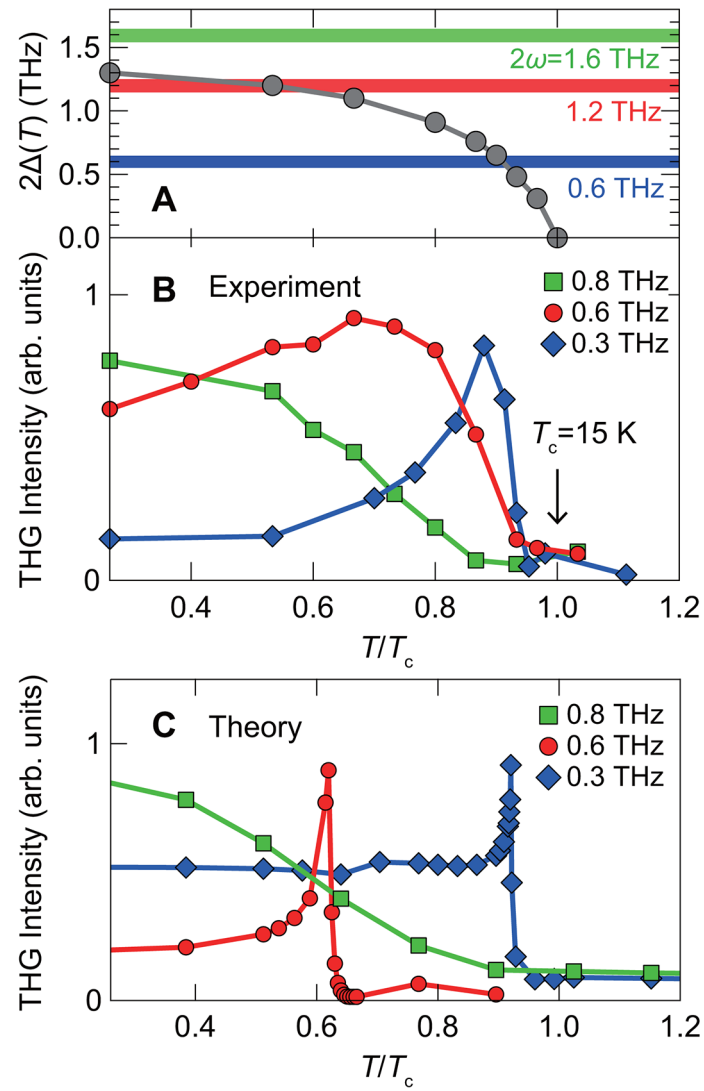 2Δ(T) (THz)
1.5
1.0
0.5
0.0
2ω=1.6 THz
1.2 THz
0.6 THz
A
THG Intensity (arb. units)
1
0
B Experiment
0.8 THz
0.6 THz
0.3 THz
Tc=15 K
0.4 0.6 0.8 1.0 1.2
T/Tc
THG Intensity (arb. units)
1
0
C Theory
0.8 THz
0.6 THz
0.3 THz
0.4 0.6 0.8 1.0 1.2
T/Tc